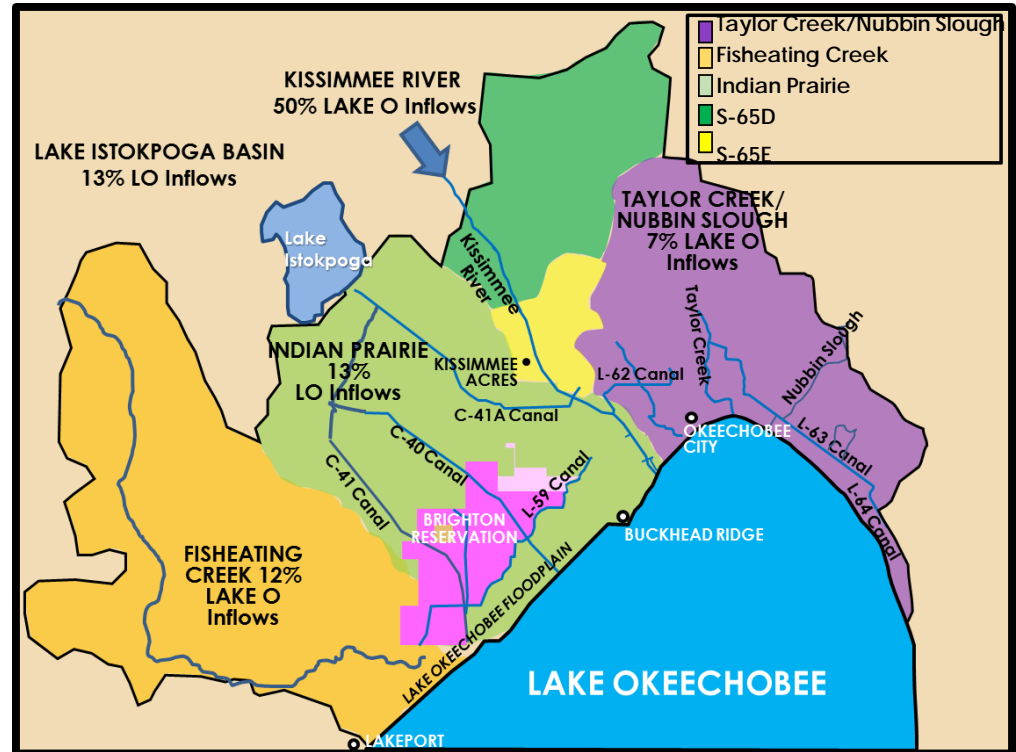 Taylor Creek/Nubbin Slough
Fisheating Creek
Indian Prairie
S-65D
S-65E
KISSIMMEE RIVER
50% LAKE O Inflows
LAKE ISTOKPOGA BASIN
13% LO Inflows
Lake
Istokpoga
Kissimmee
River
TAYLOR CREEK/
NUBBIN SLOUGH
7% LAKE O
Inflows
Taylor
Creek
Nubbin Slough
INDIAN PRAIRIE
13%
LO Inflows
KISSIMMEE
ACRES
L-62 Canal
C-41A Canal
C-40 Canal
C-41 Canal
L-59 Canal
OKEECHOBEE
CITY
L-63 Canal
L-64 Canal
BRIGHTON
RESERVATION
BUCKHEAD RIDGE
FISHEATING
CREEK 12%
LAKE O
Inflows
LAKE OKEECHOBEE FLOODPLAIN
LAKE OKEECHOBEE
LAKEPORT